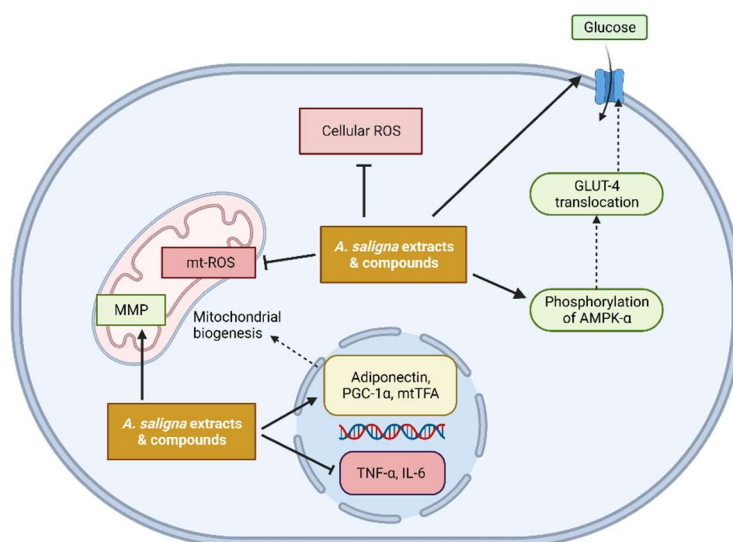 Glucose
Cellular ROS
GLUT-4
translocation
A. saligna extracts
& compounds
mt-ROS
MMP
Phosphorylation
of AMPK-α
Mitochondrial
biogenesis
Adiponectin,
PGC-1α, mtTFA
A. saligna extracts
& compounds
TNF-α, IL-6